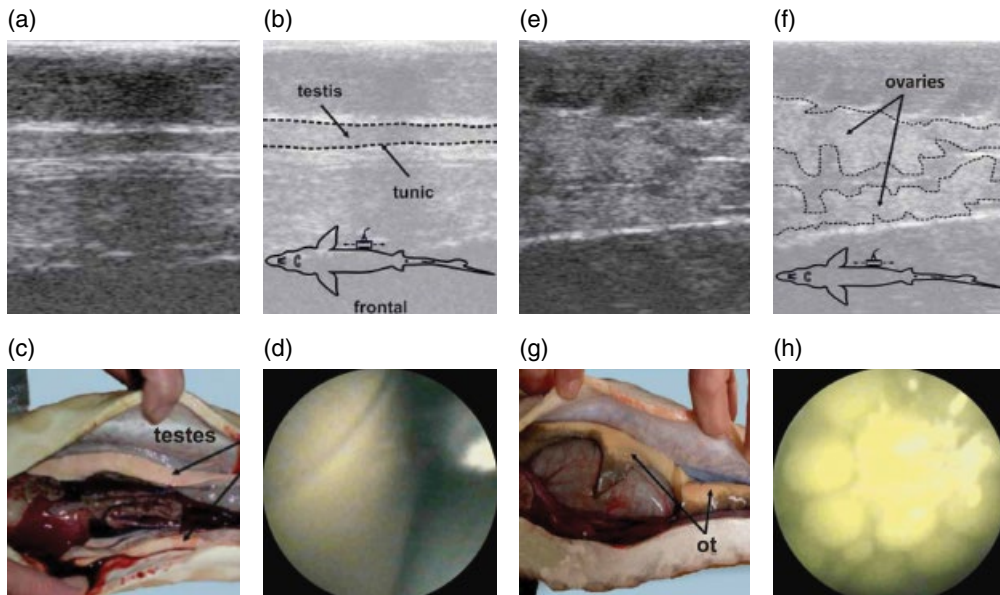 (a)
(b)
(e)
(f)
testis
tunic
frontal
ovaries
(c)
(d)
(g)
(h)
testes
ot